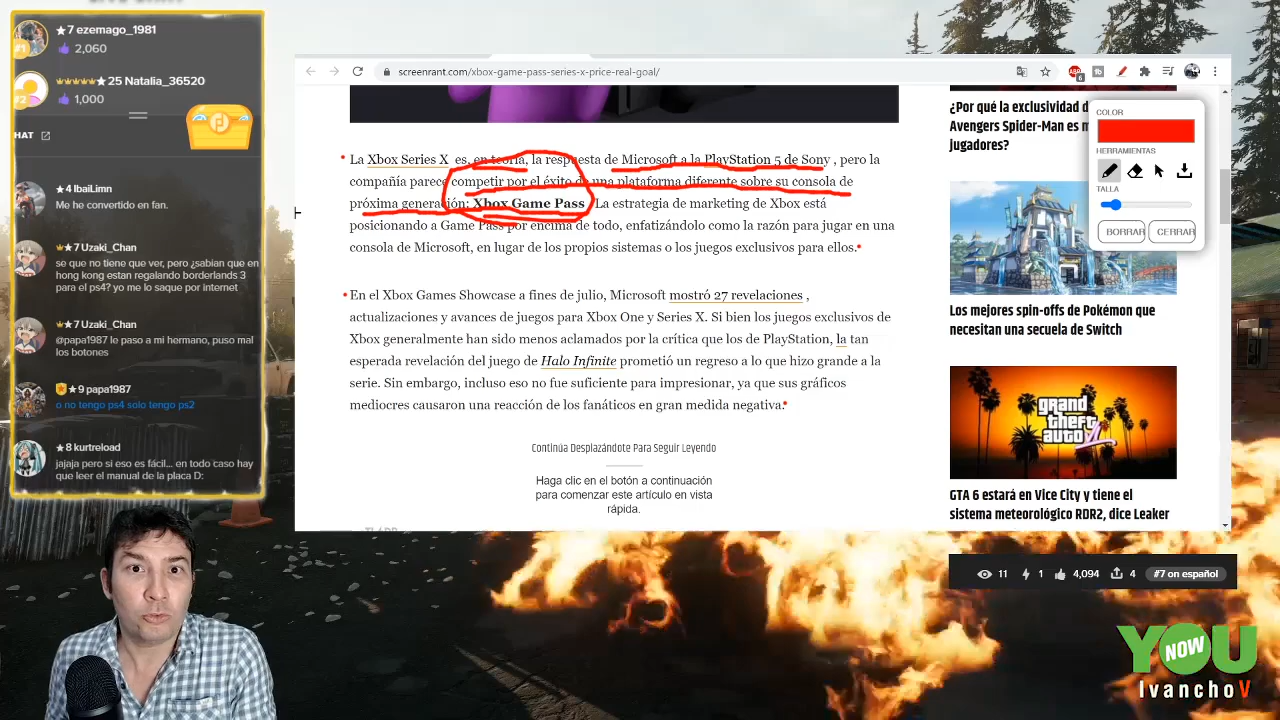 ★7 ezemago_1981
#1
2,060
★25 Natalia_36520
#2
1,000
HAT
★4 IbaiLimn
Me he convertido en fan.
★7 Uzaki_Chan
se que no tiene que ver, pero ¿sabian que en
hong kong estan regalando borderlands 3
para el ps4? yo me lo saque por internet
★7 Uzaki_Chan
@papa1987 le paso a mi hermano, puso mal
los botones
★9 papa1987
o no tengo ps4 solo tengo ps2
★8 kurtreload
jajaja pero si eso es fácil... en todo caso hay
que leer el manual de la placa D:
screenrant.com/xbox-game-pass-series-x-price-real-goal/
ABP
6
La Xbox Series X es, en teoría, la respuesta de Microsoft a la PlayStation 5 de Sony , pero la
compañía parece competir por el éxito de una plataforma diferente sobre su consola de
próxima generación: Xbox Game Pass . La estrategia de marketing de Xbox está
posicionando a Game Pass por encima de todo, enfatizándolo como la razón para jugar en una
consola de Microsoft, en lugar de los propios sistemas o los juegos exclusivos para ellos.
En el Xbox Games Showcase a fines de julio, Microsoft mostró 27 revelaciones ,
actualizaciones y avances de juegos para Xbox One y Series X. Si bien los juegos exclusivos de
Xbox generalmente han sido menos aclamados por la crítica que los de PlayStation, la tan
esperada revelación del juego de Halo Infinite prometió un regreso a lo que hizo grande a la
serie. Sin embargo, incluso eso no fue suficiente para impresionar, ya que sus gráficos
mediocres causaron una reacción de los fanáticos en gran medida negativa.
Continúa Desplazándote Para Seguir Leyendo
Haga clic en el botón a continuación
para comenzar este artículo en vista
rápida.
¿Por qué la exclusividad d
Avengers Spider-Man es m
jugadores?
COLOR
HERRAMIENTAS
TALLA
BORRAR
CERRAR
Los mejores spin-offs de Pokémon que
necesitan una secuela de Switch
grand
theft
auto
VI
GTA 6 estará en Vice City y tiene el
sistema meteorológico RDR2, dice Leaker
11
1
4,094
4
#7 on español
YOU
NOW
IvanchoV